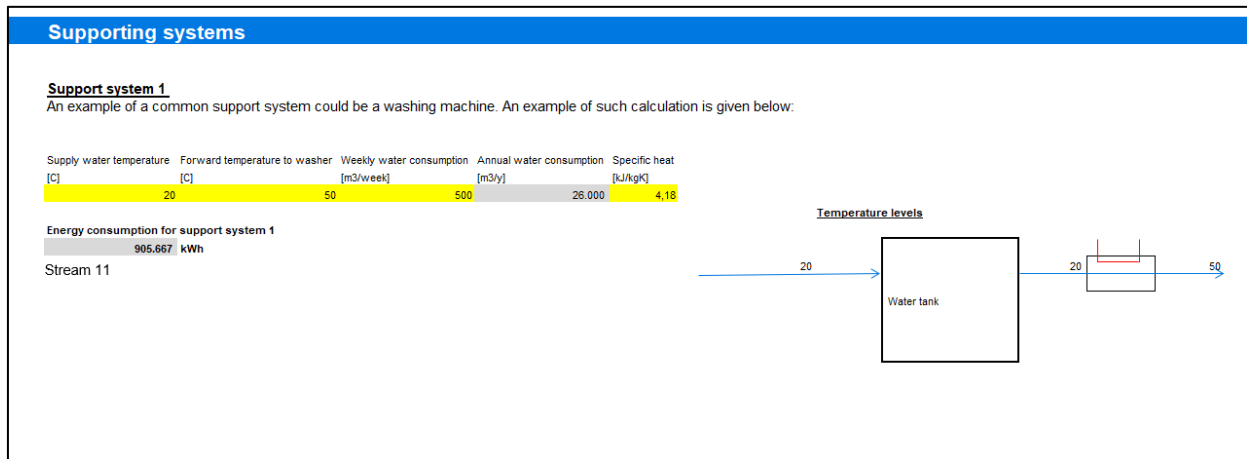 Supporting systems
Support system 1
An example of a common support system could be a washing machine. An example of such calculation is given below:
Supply water temperature Forward temperature to washer Weekly water consumption Annual water consumption Specific heat
[C] [C] [m3/week] [m3/y] [kJ/kgK]
20 50 500 26.000 4,18
Energy consumption for support system 1
905.667 kWh
Stream 11
Temperature levels
20 20 50
Water tank